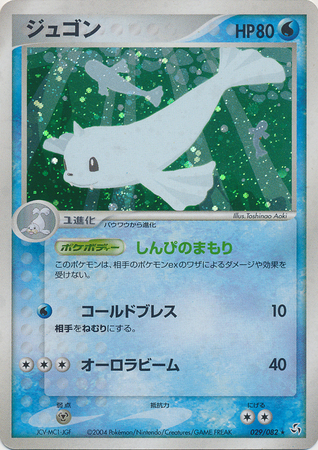 ジュゴン HP80
Illus.Toshinao Aoki
1進化
パウワウから進化
ポケボディー しんぴのまもり
このポケモンは、相手のポケモンexのワザによるダメージや効果を
受けない。
コールドブレス 10
相手をねむりにする。
オーロラビーム 40
弱点 抵抗力 にげる
©2004 Pokémon/Nintendo/Creatures/GAME FREAK. 029/082 ★